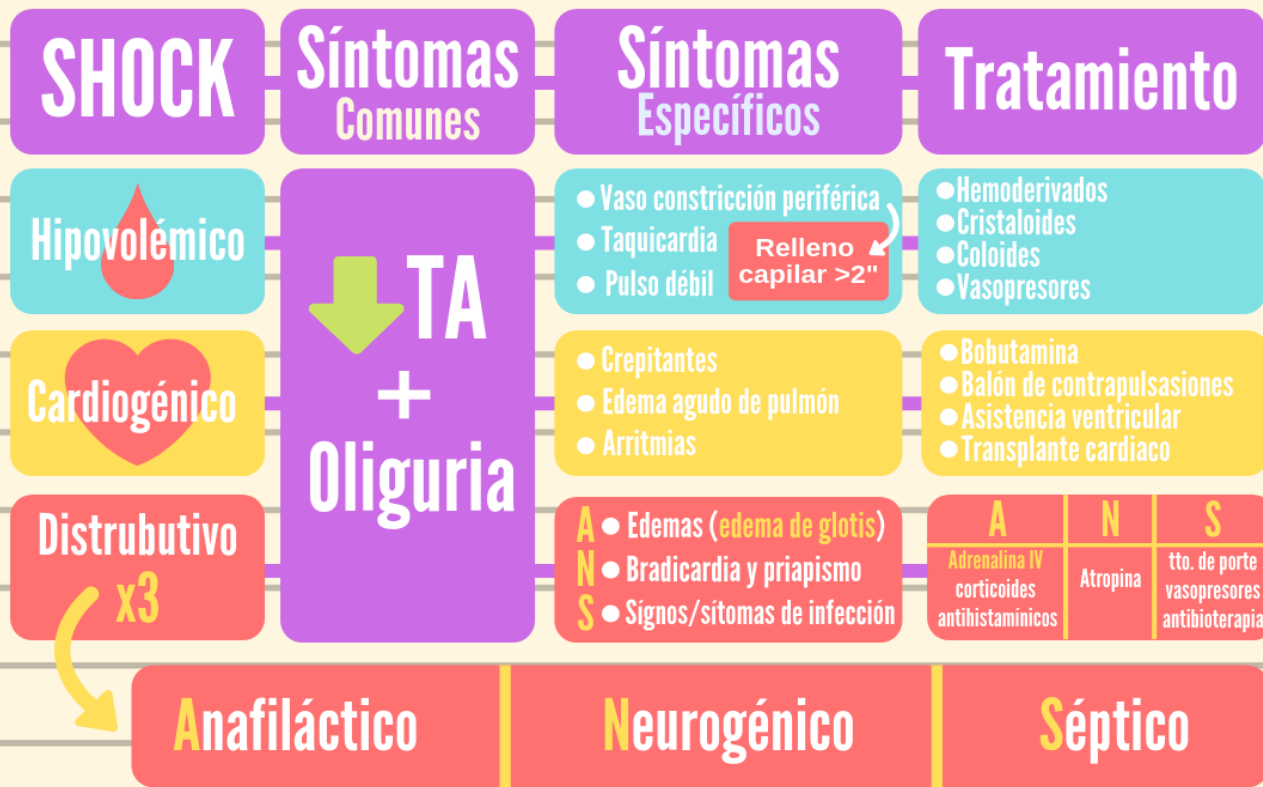 SHOCK
Síntomas
Comunes
Síntomas
Específicos
Tratamiento
Hipovolémico
TA
+
Oliguria
● Vaso constricción periférica
● Taquicardia
● Pulso débil
Relleno
capilar >2"
●Hemoderivados
●Cristaloides
●Coloides
●Vasopresores
Cardiogénico
● Crepitantes
● Edema agudo de pulmón
● Arritmias
●Bobutamina
●Balón de contrapulsasiones
●Asistencia ventricular
●Transplante cardiaco
Distrubutivo
x3
A ● Edemas (edema de glotis)
N ● Bradicardia y priapismo
S ● Sígnos/sítomas de infección
A N S
Adrenalina IV
corticoides
antihistamínicos
Atropina
tto. de porte
vasopresores
antibioterapia
Anafiláctico
Neurogénico
Séptico